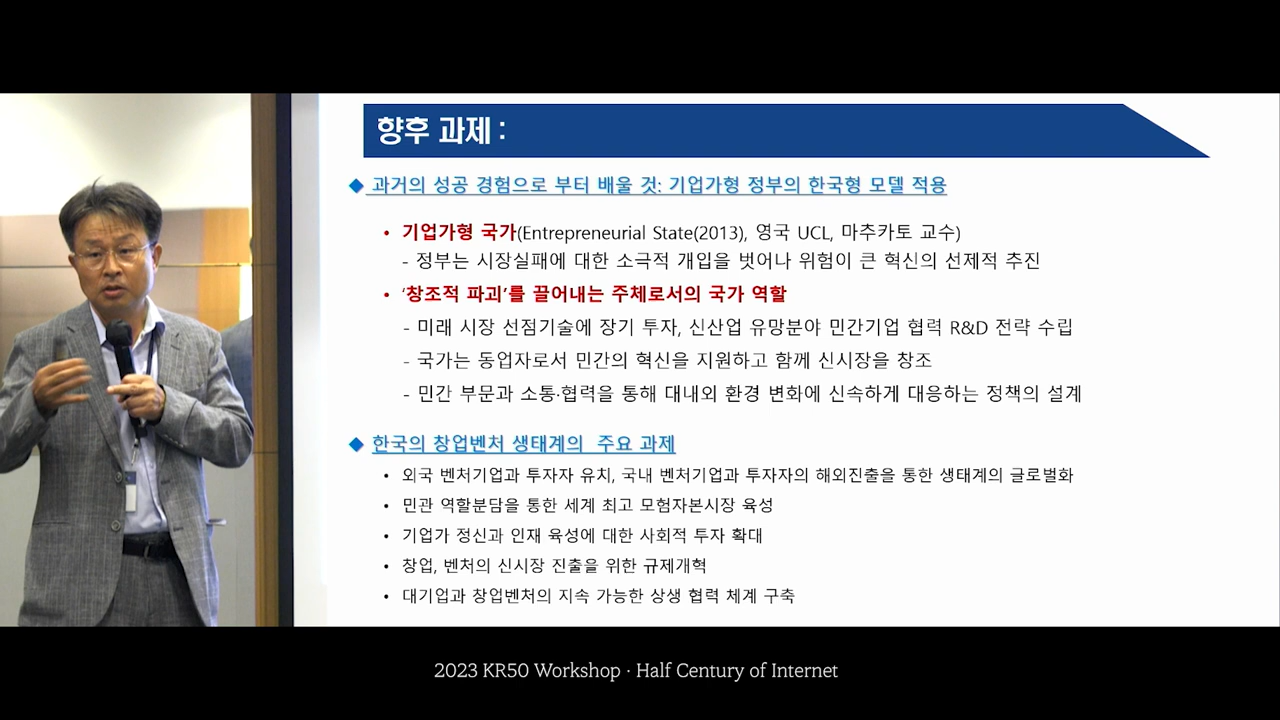 향후 과제 :
◆ 과거의 성공 경험으로 부터 배울 것: 기업가형 정부의 한국형 모델 적용
• 기업가형 국가(Entrepreneurial State(2013), 영국 UCL, 마추카토 교수)
- 정부는 시장실패에 대한 소극적 개입을 벗어나 위험이 큰 혁신의 선제적 추진
• ‘창조적 파괴’를 끌어내는 주체로서의 국가 역할
- 미래 시장 선점기술에 장기 투자, 신산업 유망분야 민간기업 협력 R&D 전략 수립
- 국가는 동업자로서 민간의 혁신을 지원하고 함께 신시장을 창조
- 민간 부문과 소통·협력을 통해 대내외 환경 변화에 신속하게 대응하는 정책의 설계
◆ 한국의 창업벤처 생태계의 주요 과제
• 외국 벤처기업과 투자자 유치, 국내 벤처기업과 투자자의 해외진출을 통한 생태계의 글로벌화
• 민관 역할분담을 통한 세계 최고 모험자본시장 육성
• 기업가 정신과 인재 육성에 대한 사회적 투자 확대
• 창업, 벤처의 신시장 진출을 위한 규제개혁
• 대기업과 창업벤처의 지속 가능한 상생 협력 체계 구축
2023 KR50 Workshop · Half Century of Internet